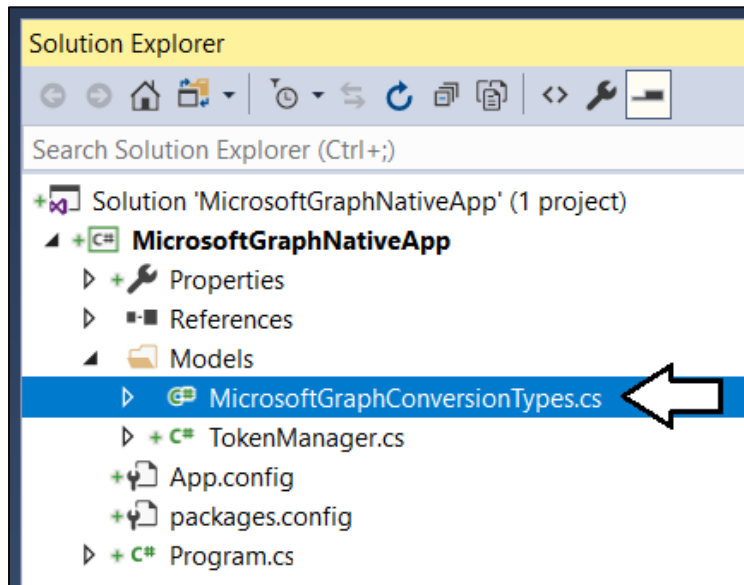 Solution Explorer
Search Solution Explorer (Ctrl+;)
Solution 'MicrosoftGraphNativeApp' (1 project)
C# MicrosoftGraphNativeApp
Properties
References
Models
C# MicrosoftGraphConversionTypes.cs
C# TokenManager.cs
App.config
packages.config
C# Program.cs